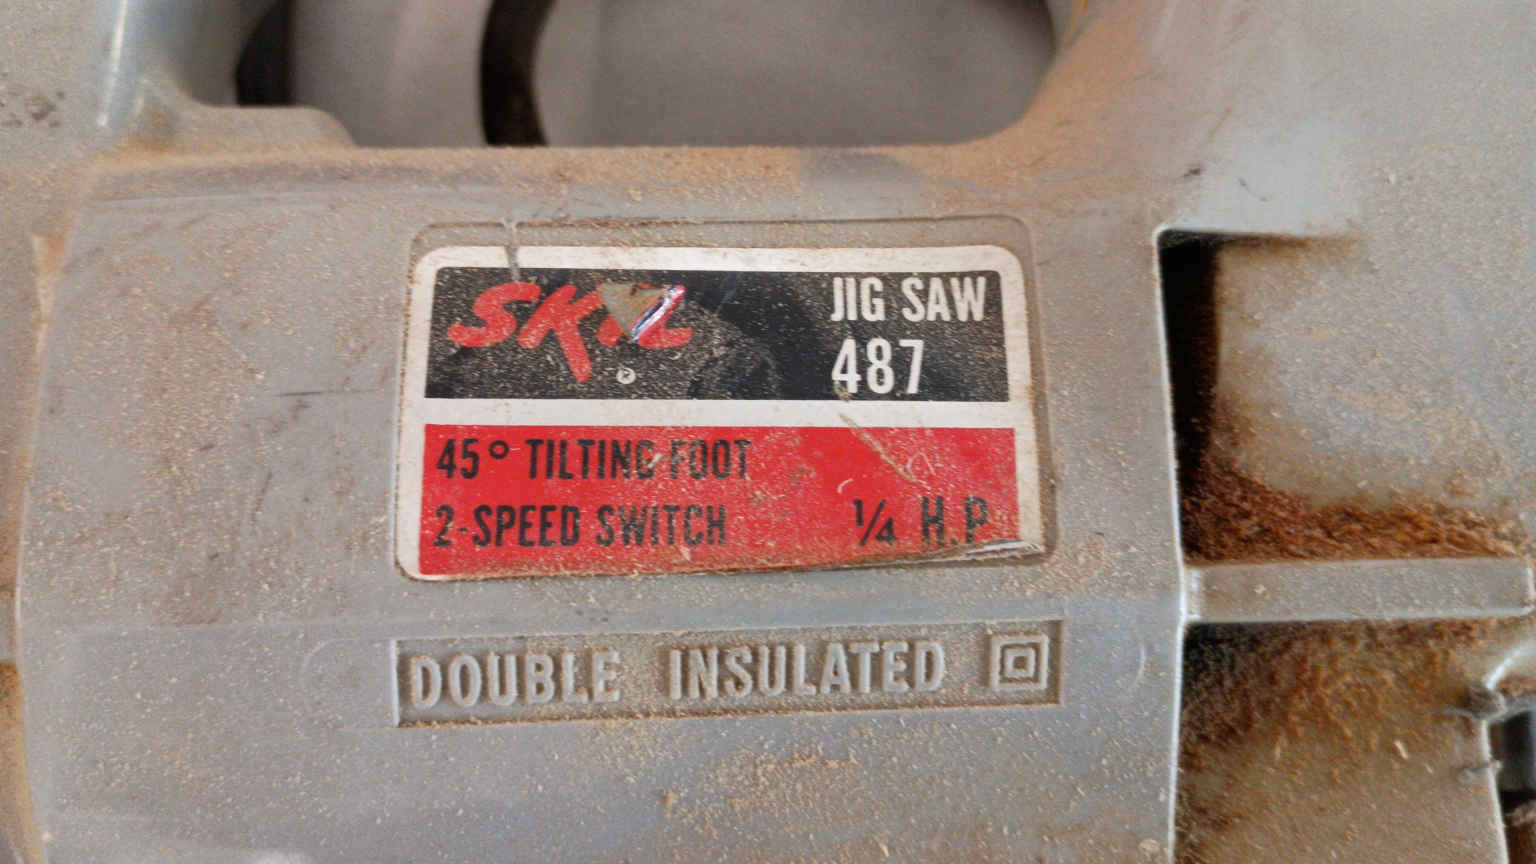 SKIL
®
JIG SAW
487
45° TILTING FOOT
2-SPEED SWITCH
1/4 H.P.
DOUBLE INSULATED